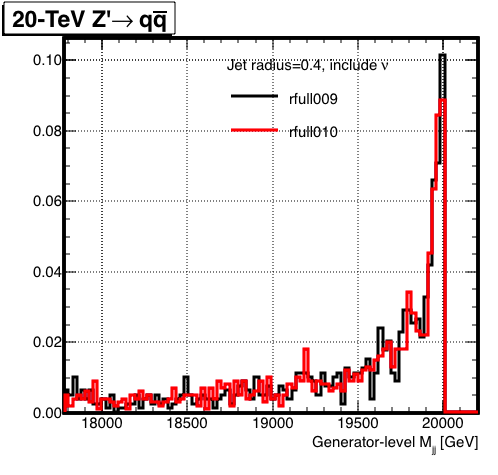 20-TeV Z'→ qq̅
Jet radius=0.4, include ν
rfull009
rfull010
0.10
0.08
0.06
0.04
0.02
0.00
18000 18500 19000 19500 20000
Generator-level M_jj [GeV]